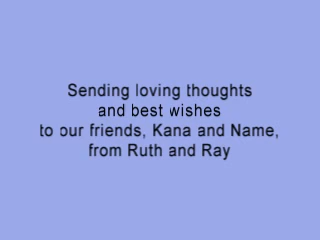 Sending loving thoughts
and best wishes
to our friends, Kana and Name,
from Ruth and Ray